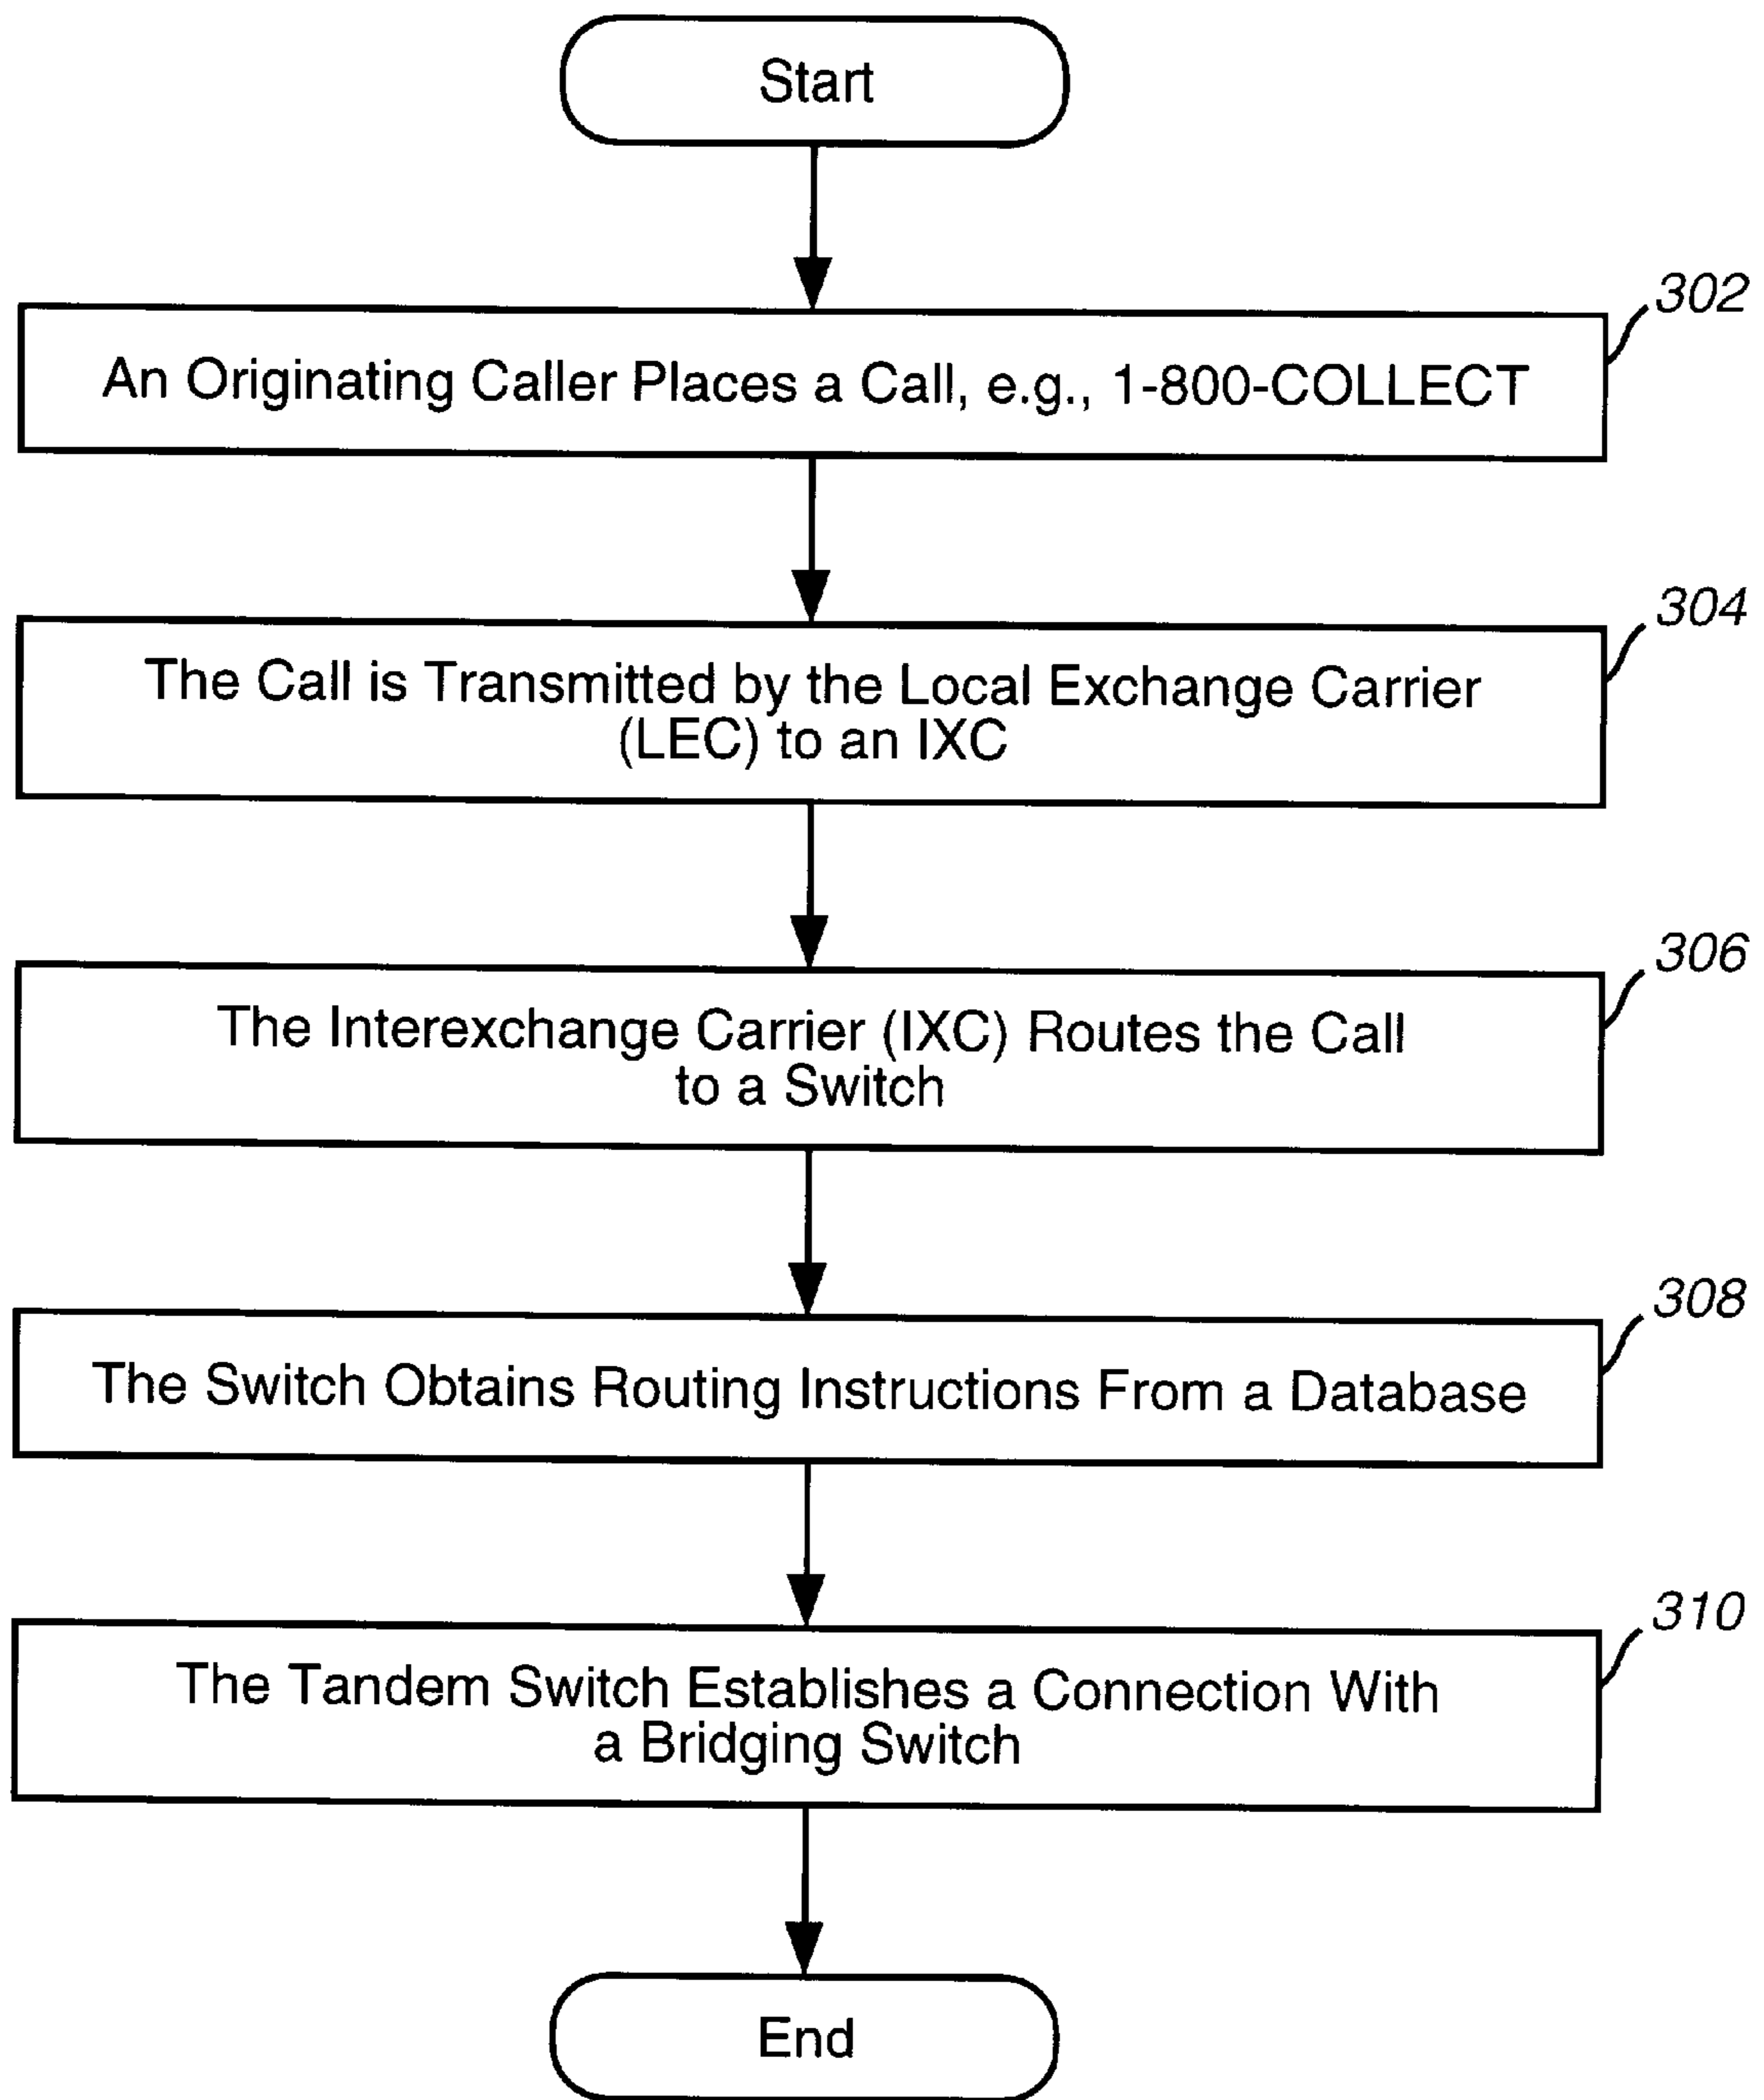 Start
302
An Originating Caller Places a Call, e.g., 1-800-COLLECT
304
The Call is Transmitted by the Local Exchange Carrier
(LEC) to an IXC
306
The Interexchange Carrier (IXC) Routes the Call
to a Switch
308
The Switch Obtains Routing Instructions From a Database
310
The Tandem Switch Establishes a Connection With
a Bridging Switch
End